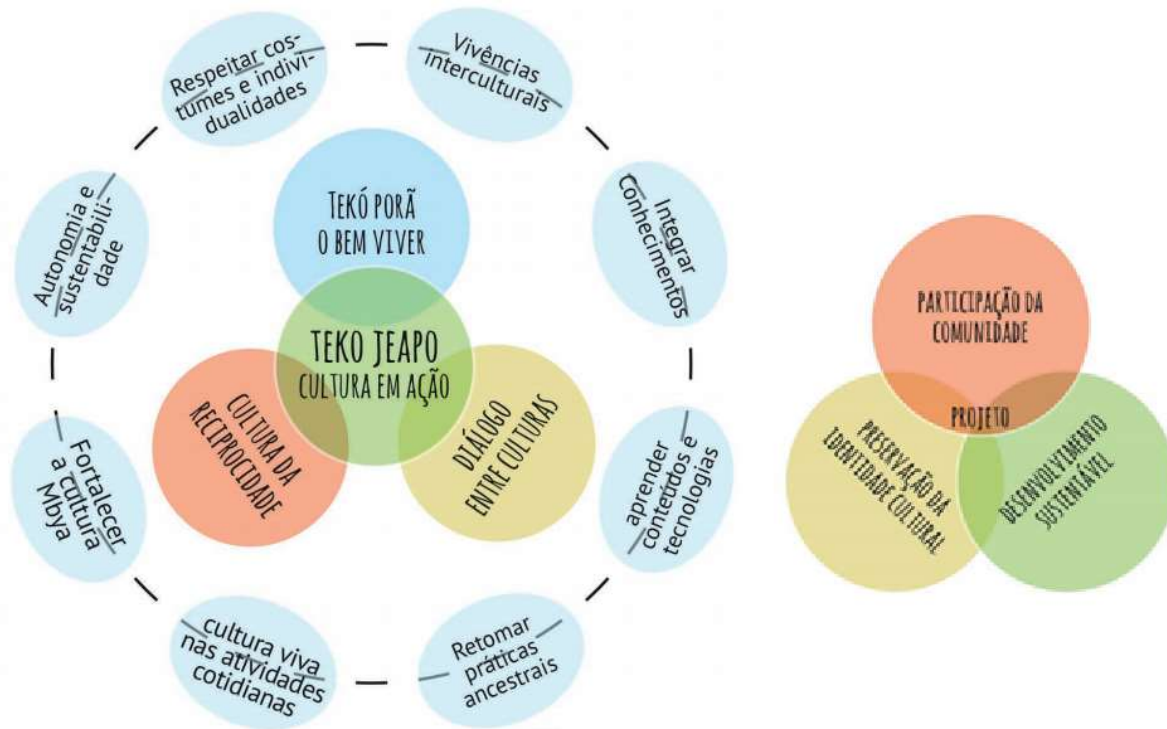 Respeitar cos-
tumes e indivi-
dualidades
Vivências
interculturais
Integrar
Conhecimentos
aprender
conteúdos e
tecnologias
Retomar
práticas
ancestrais
cultura viva
nas atividades
cotidianas
Fortalecer
a cultura
Mbya
Autonomia e
sustentabili-
dade
TEKÓ PORÃ
O BEM VIVER
TEKO JEAPO
CULTURA EM AÇÃO
CULTURA DA
RECIPROCIDADE
DIÁLOGO
ENTRE CULTURAS
PARTICIPAÇÃO DA
COMUNIDADE
PROJETO
PRESERVAÇÃO DA
IDENTIDADE CULTURAL
DESENVOLVIMENTO
SUSTENTÁVEL